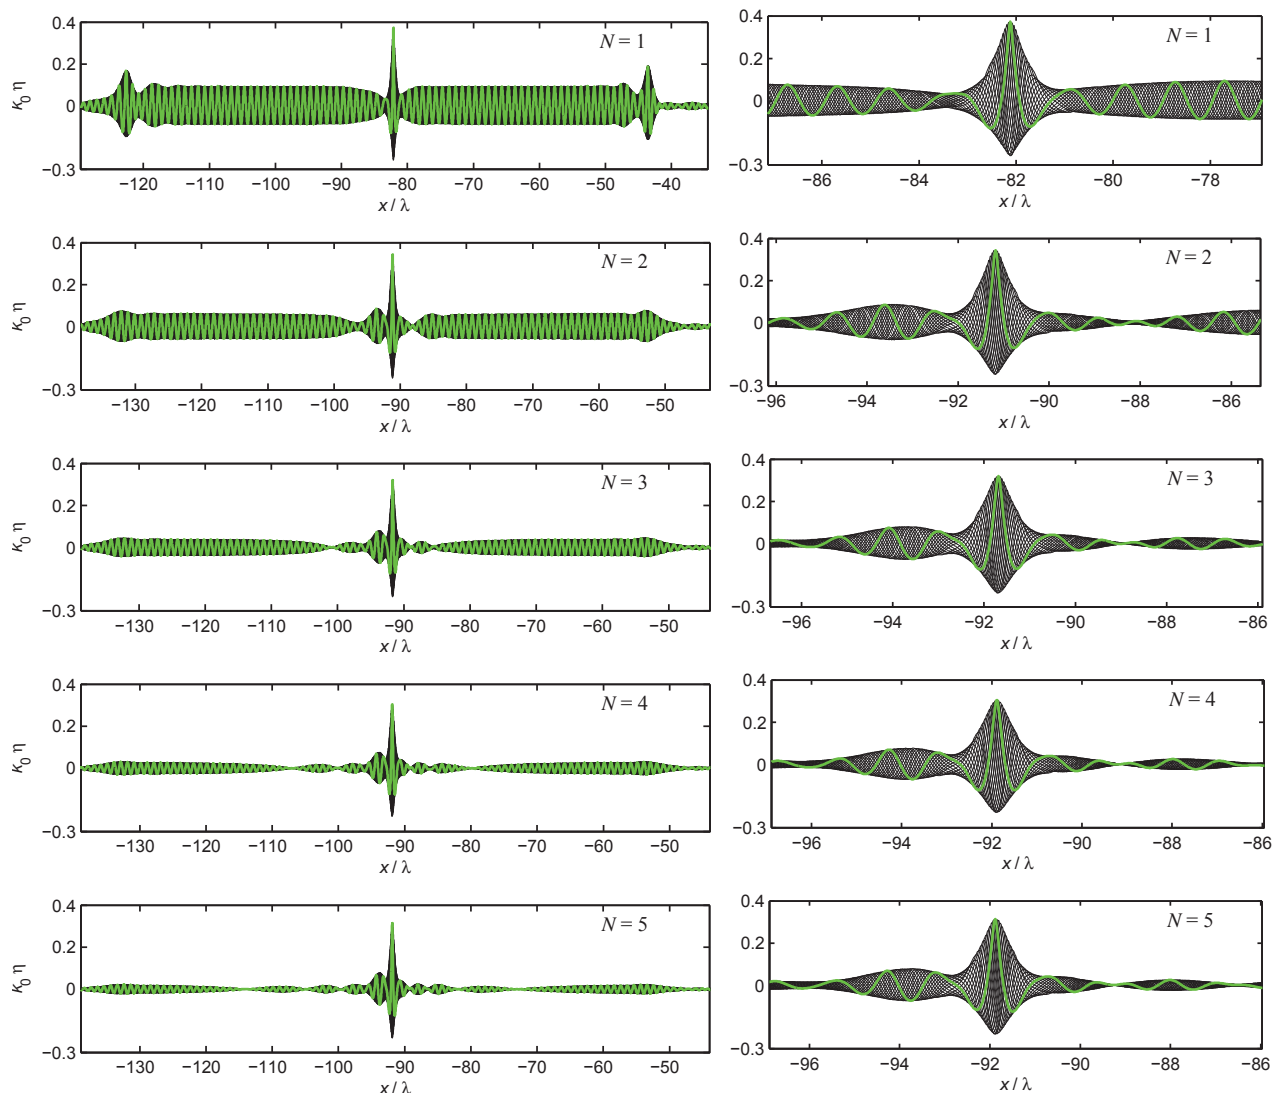 0.4 0.2 0 −0.3 κ₀ η N = 1
−120 −110 −100 −90 −80 −70 −60 −50 −40
x / λ
0.4 0.2 0 −0.3 N = 1
−86 −84 −82 −80 −78
x / λ
0.4 0.2 0 −0.3 κ₀ η N = 2
−130 −120 −110 −100 −90 −80 −70 −60 −50
x / λ
0.4 0.2 0 −0.3 N = 2
−96 −94 −92 −90 −88 −86
x / λ
0.4 0.2 0 −0.3 κ₀ η N = 3
−130 −120 −110 −100 −90 −80 −70 −60 −50
x / λ
0.4 0.2 0 −0.3 N = 3
−96 −94 −92 −90 −88 −86
x / λ
0.4 0.2 0 −0.3 κ₀ η N = 4
−130 −120 −110 −100 −90 −80 −70 −60 −50
x / λ
0.4 0.2 0 −0.3 N = 4
−96 −94 −92 −90 −88 −86
x / λ
0.4 0.2 0 −0.3 κ₀ η N = 5
−130 −120 −110 −100 −90 −80 −70 −60 −50
x / λ
0.4 0.2 0 −0.3 N = 5
−96 −94 −92 −90 −88 −86
x / λ